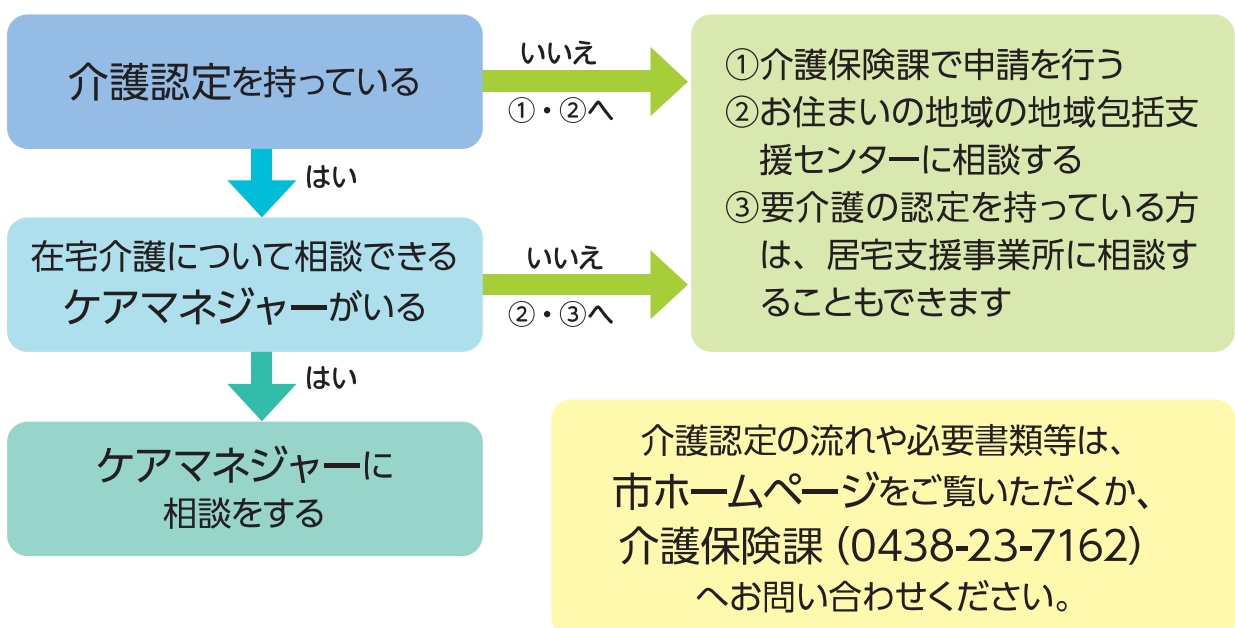 介護認定を持っている
いいえ
①・②へ
はい
在宅介護について相談できる
ケアマネジャーがいる
いいえ
②・③へ
はい
ケアマネジャーに
相談をする
①介護保険課で申請を行う
②お住まいの地域の地域包括支
援センターに相談する
③要介護の認定を持っている方
は、居宅支援事業所に相談す
ることもできます
介護認定の流れや必要書類等は、
市ホームページをご覧いただくか、
介護保険課（0438-23-7162）
へお問い合わせください。